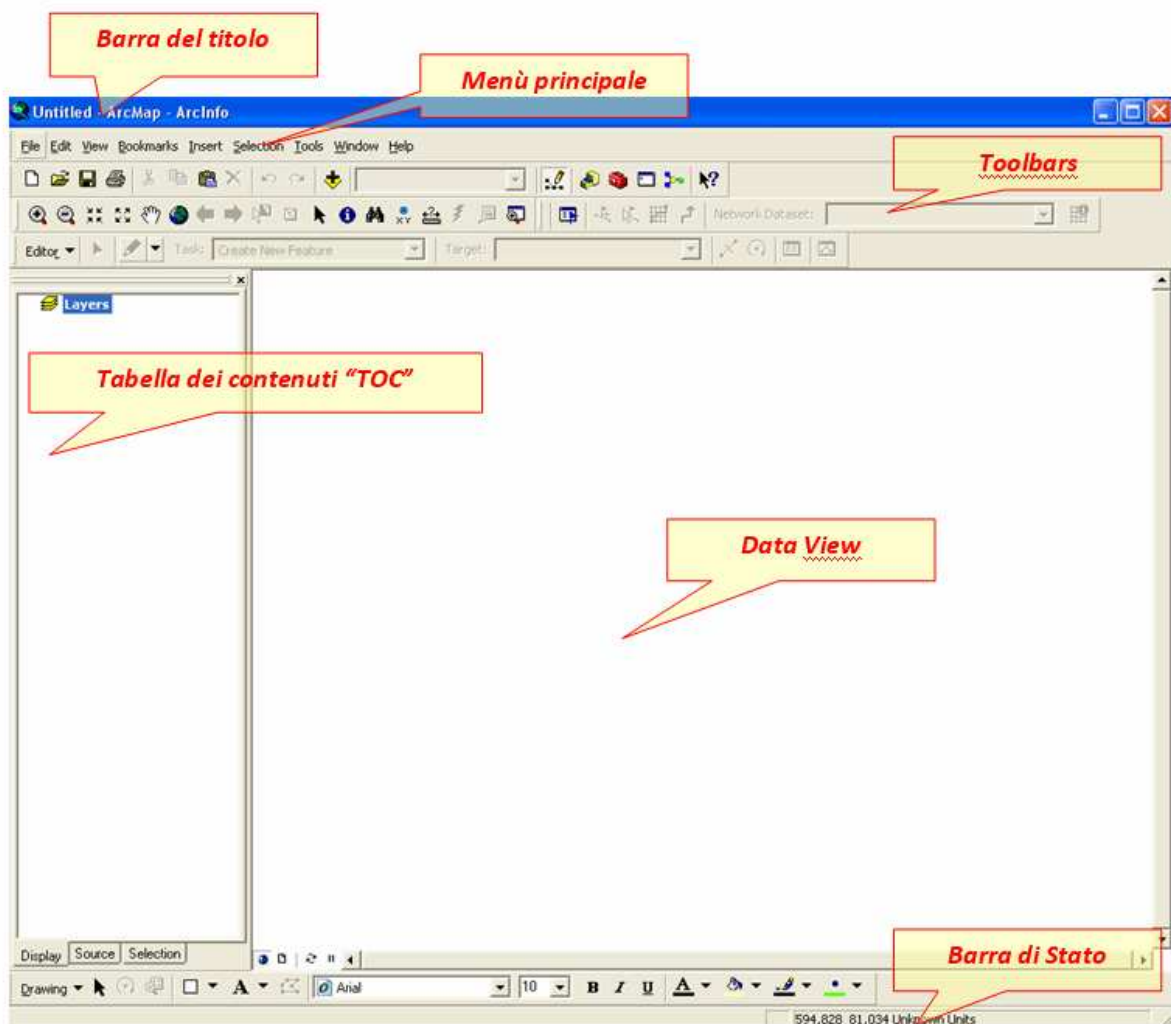 Barra del titolo
Menù principale
Untitled - ArcMap - ArcInfo
File Edit View Bookmarks Insert Selection Tools Window Help
Toolbars
Network Dataset:
Editor Task: Create New Feature Target:
Layers
Tabella dei contenuti “TOC”
Data View
Display Source Selection
Barra di Stato
Drawing A Arial 10 B I U A
594,828 81,034 Unknown Units